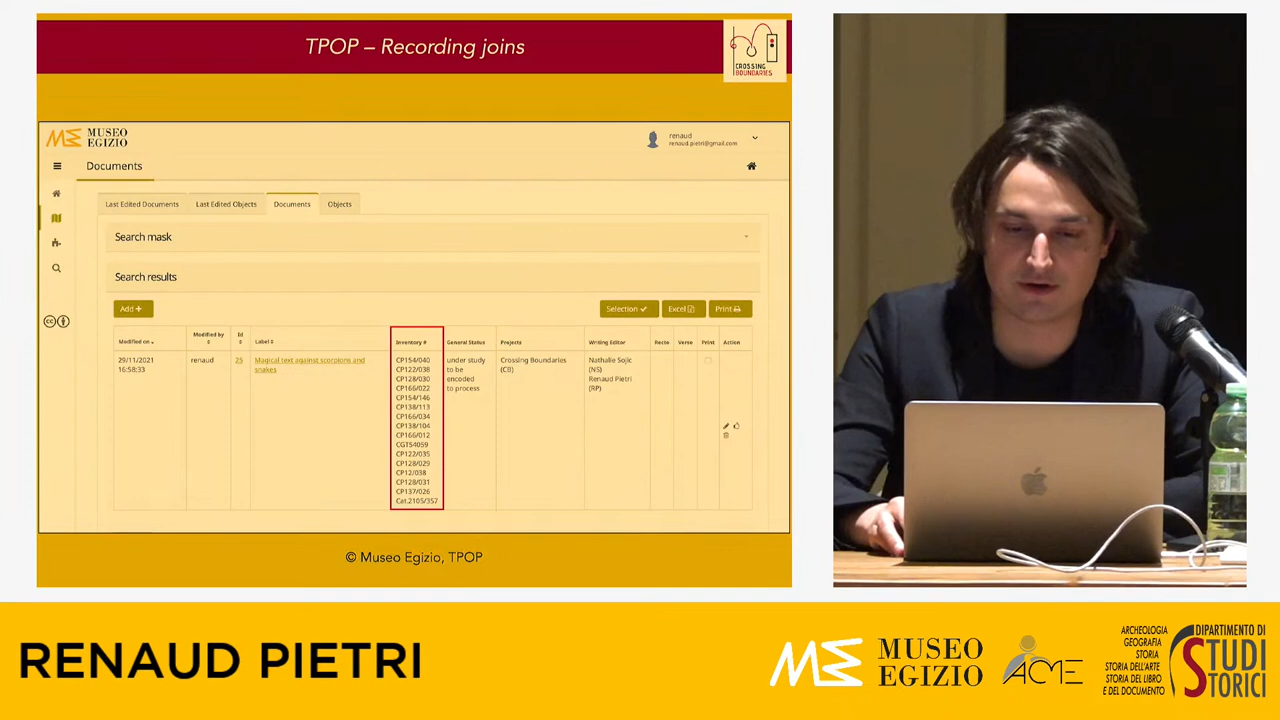 TPOP – Recording joins
CROSSING
BOUNDARIES
MUSEO
EGIZIO
renaud
renaud.pietri@gmail.com
Documents
Last Edited Documents
Last Edited Objects
Documents
Objects
Search mask
Search results
Add +
Selection
Excel
Print
Modified on
Modified by
Id
Label
Inventory #
General Status
Projects
Writing Editor
Recto
Verso
Print
Action
29/11/2021
16:58:33
renaud
25
Magical text against scorpions and
snakes
CP154/040
CP122/038
CP128/030
CP166/022
CP154/146
CP138/113
CP166/034
CP138/104
CP166/012
CGT54059
CP122/035
CP128/029
CP12/038
CP128/031
CP137/026
Cat.2105/357
under study
to be
encoded
to process
Crossing Boundaries
(CB)
Nathalie Sojic
(NS)
Renaud Pietri
(RP)
© Museo Egizio, TPOP
RENAUD PIETRI
MUSEO
EGIZIO
ACME
ARCHEOLOGIA
GEOGRAFIA
STORIA
STORIA DELL'ARTE
STORIA DEL LIBRO
E DEL DOCUMENTO
DIPARTIMENTO DI
STUDI
STORICI